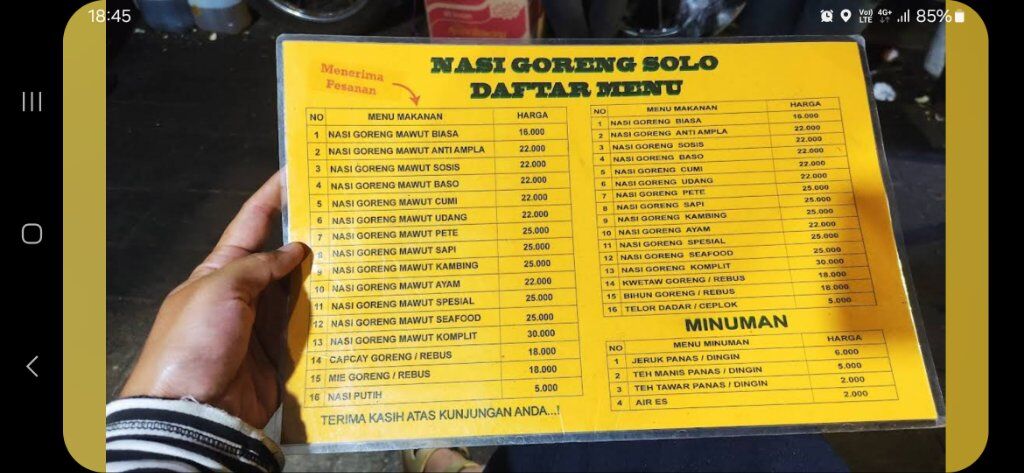 18:45
Vo)) LTE 4G+ 85%
NASI GORENG SOLO
DAFTAR MENU
Menerima
Pesanan
NO MENU MAKANAN HARGA
1 NASI GORENG MAWUT BIASA 16.000
2 NASI GORENG MAWUT ANTI AMPLA 22.000
3 NASI GORENG MAWUT SOSIS 22.000
4 NASI GORENG MAWUT BASO 22.000
5 NASI GORENG MAWUT CUMI 22.000
6 NASI GORENG MAWUT UDANG 22.000
7 NASI GORENG MAWUT PETE 25.000
8 NASI GORENG MAWUT SAPI 25.000
9 NASI GORENG MAWUT KAMBING 25.000
10 NASI GORENG MAWUT AYAM 22.000
11 NASI GORENG MAWUT SPESIAL 25.000
12 NASI GORENG MAWUT SEAFOOD 25.000
13 NASI GORENG MAWUT KOMPLIT 30.000
14 CAPCAY GORENG / REBUS 18.000
15 MIE GORENG / REBUS 18.000
16 NASI PUTIH 5.000
TERIMA KASIH ATAS KUNJUNGAN ANDA...!
NO MENU MAKANAN HARGA
1 NASI GORENG BIASA 16.000
2 NASI GORENG ANTI AMPLA 22.000
3 NASI GORENG SOSIS 22.000
4 NASI GORENG BASO 22.000
5 NASI GORENG CUMI 22.000
6 NASI GORENG UDANG 22.000
7 NASI GORENG PETE 25.000
8 NASI GORENG SAPI 25.000
9 NASI GORENG KAMBING 25.000
10 NASI GORENG AYAM 22.000
11 NASI GORENG SPESIAL 25.000
12 NASI GORENG SEAFOOD 25.000
13 NASI GORENG KOMPLIT 30.000
14 KWETAW GORENG / REBUS 18.000
15 BIHUN GORENG / REBUS 18.000
16 TELOR DADAR / CEPLOK 5.000
MINUMAN
NO MENU MINUMAN HARGA
1 JERUK PANAS / DINGIN 6.000
2 TEH MANIS PANAS / DINGIN 5.000
3 TEH TAWAR PANAS / DINGIN 2.000
4 AIR ES 2.000